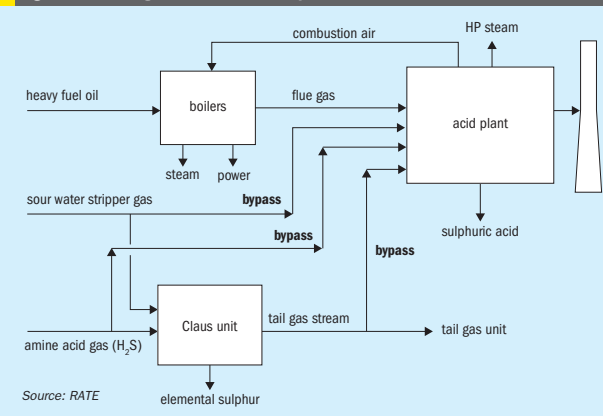 combustion air
HP steam
heavy fuel oil
boilers
flue gas
acid plant
steam
power
sour water stripper gas
bypass
bypass
sulphuric acid
bypass
Claus unit
tail gas stream
tail gas unit
amine acid gas (H₂S)
Source: RATE
elemental sulphur